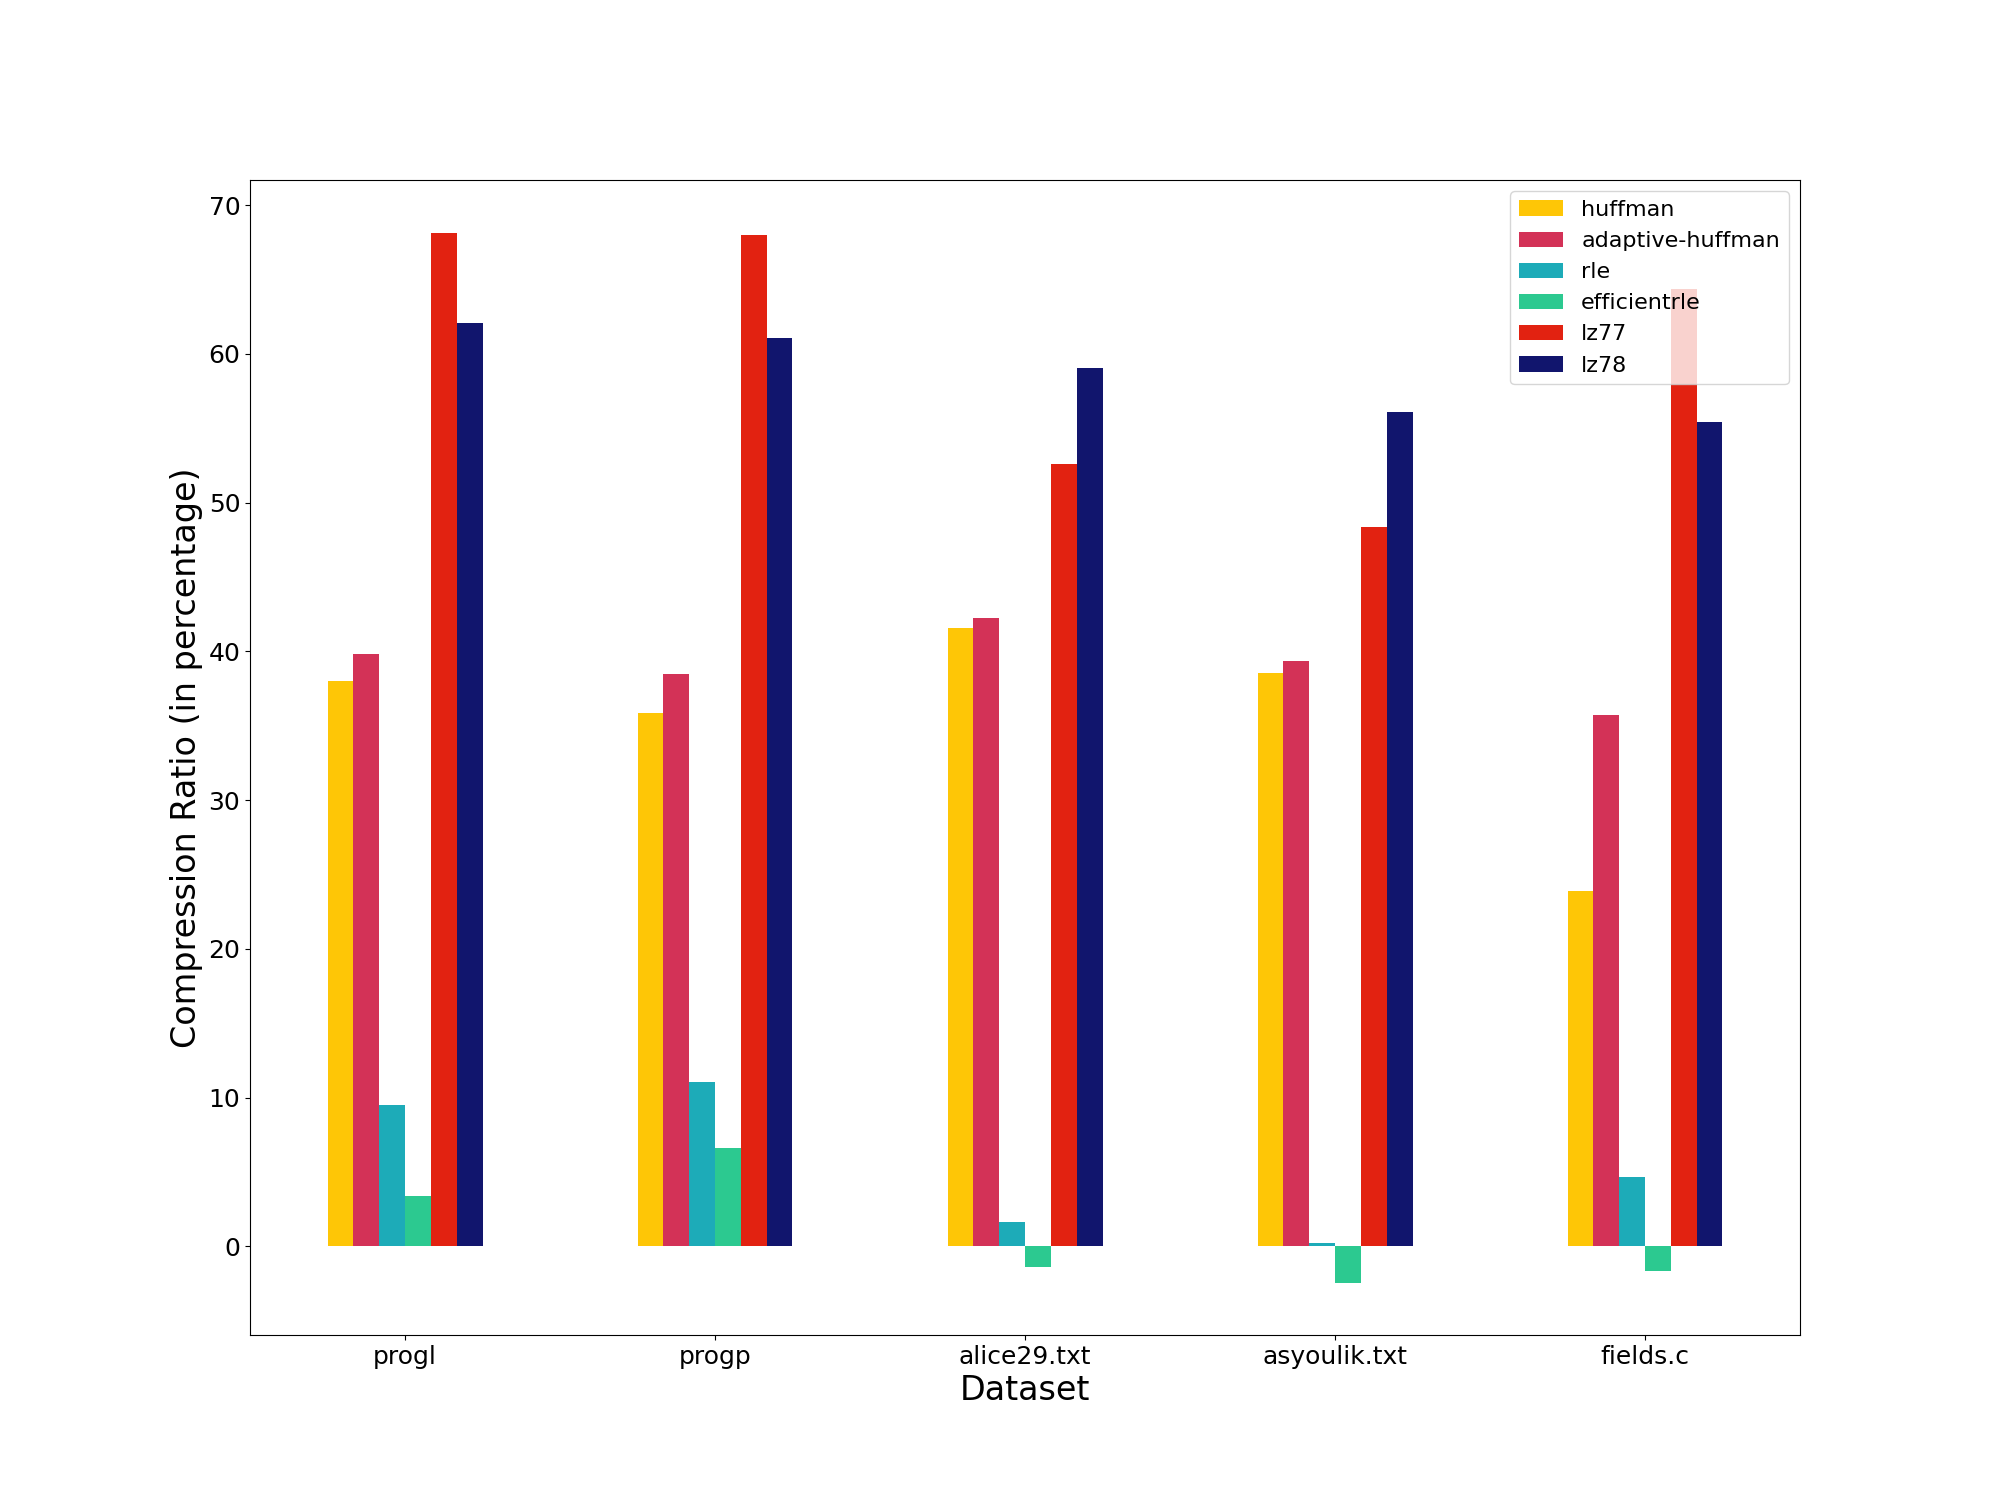 Compression Ratio (in percentage)
70
60
50
40
30
20
10
0
huffman
adaptive-huffman
rle
efficientrle
lz77
lz78
progl
progp
alice29.txt
asyoulik.txt
fields.c
Dataset